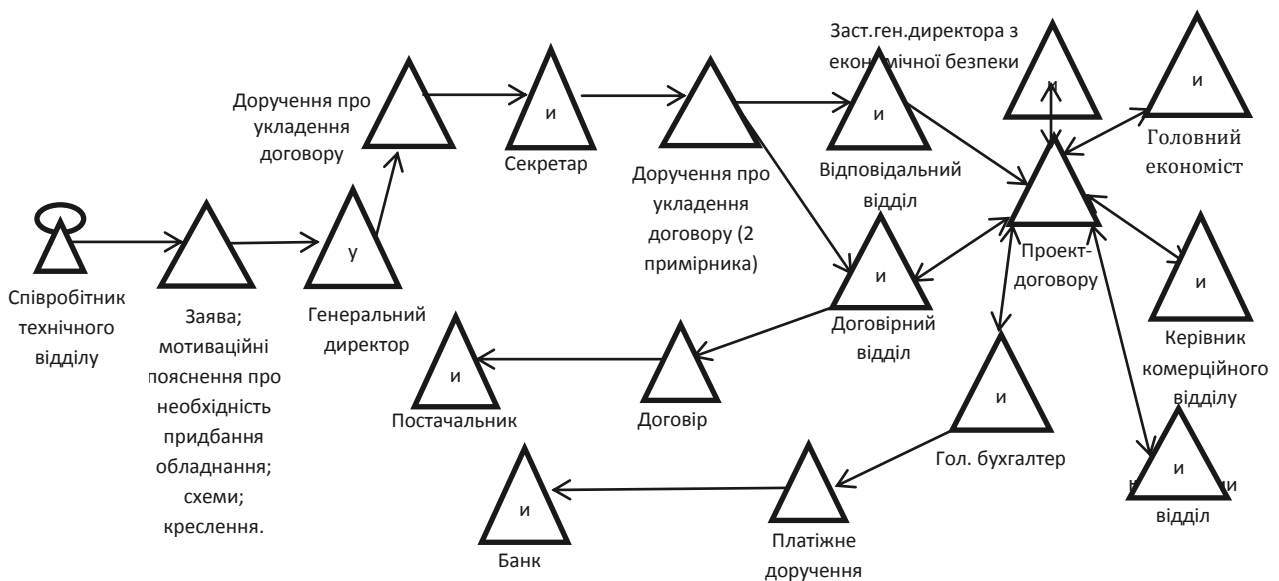 Заст.ген.директора з
економічної безпеки
и
и
Головний
економіст
Доручення про
укладення
договору
и
Секретар
Доручення про
укладення
договору (2
примірника)
и
Відповідальний
відділ
Проект-
договору
Співробітник
технічного
відділу
Заява;
мотиваційні
пояснення про
необхідність
придбання
обладнання;
схеми;
креслення.
у
Генеральний
директор
и
Договірний
відділ
и
Керівник
комерційного
відділу
и
Постачальник
Договір
и
Гол. бухгалтер
и
відділ
и
Банк
Платіжне
доручення